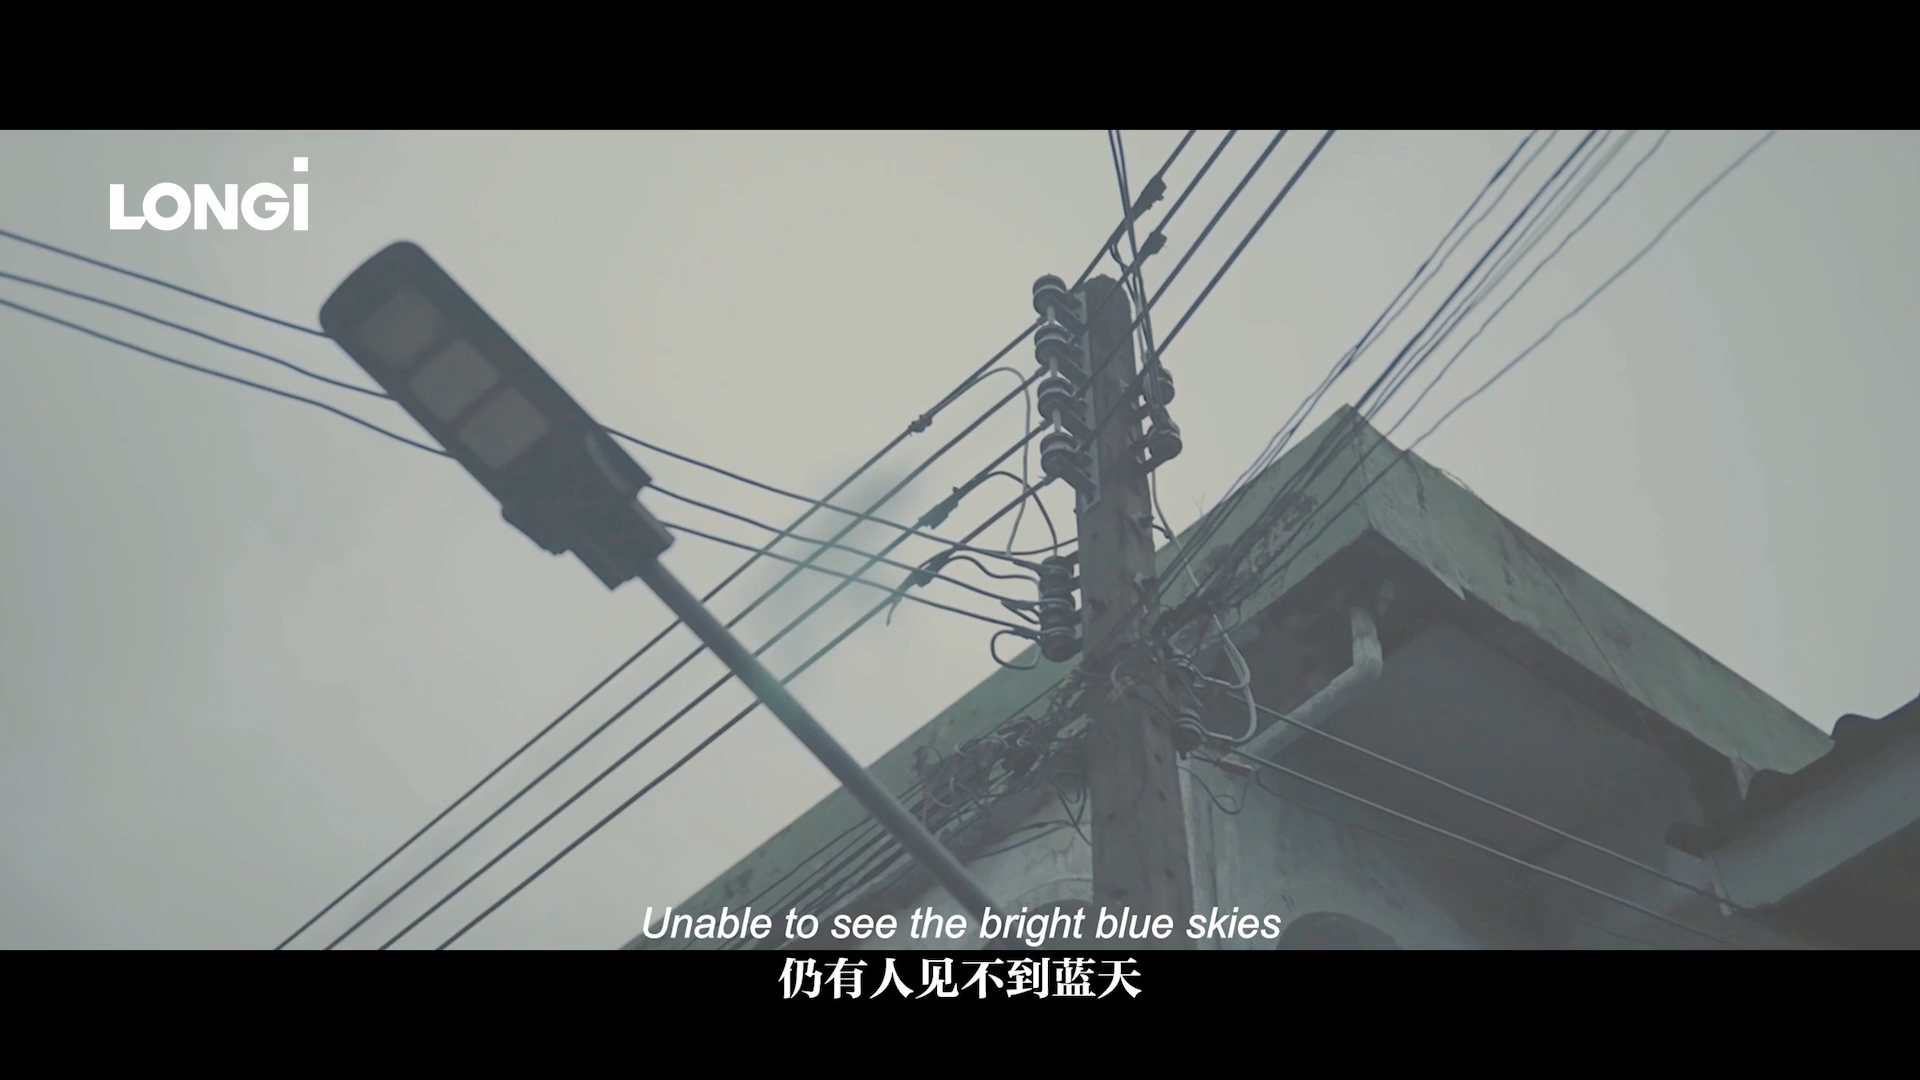 LONGi
Unable to see the bright blue skies
仍有人见不到蓝天